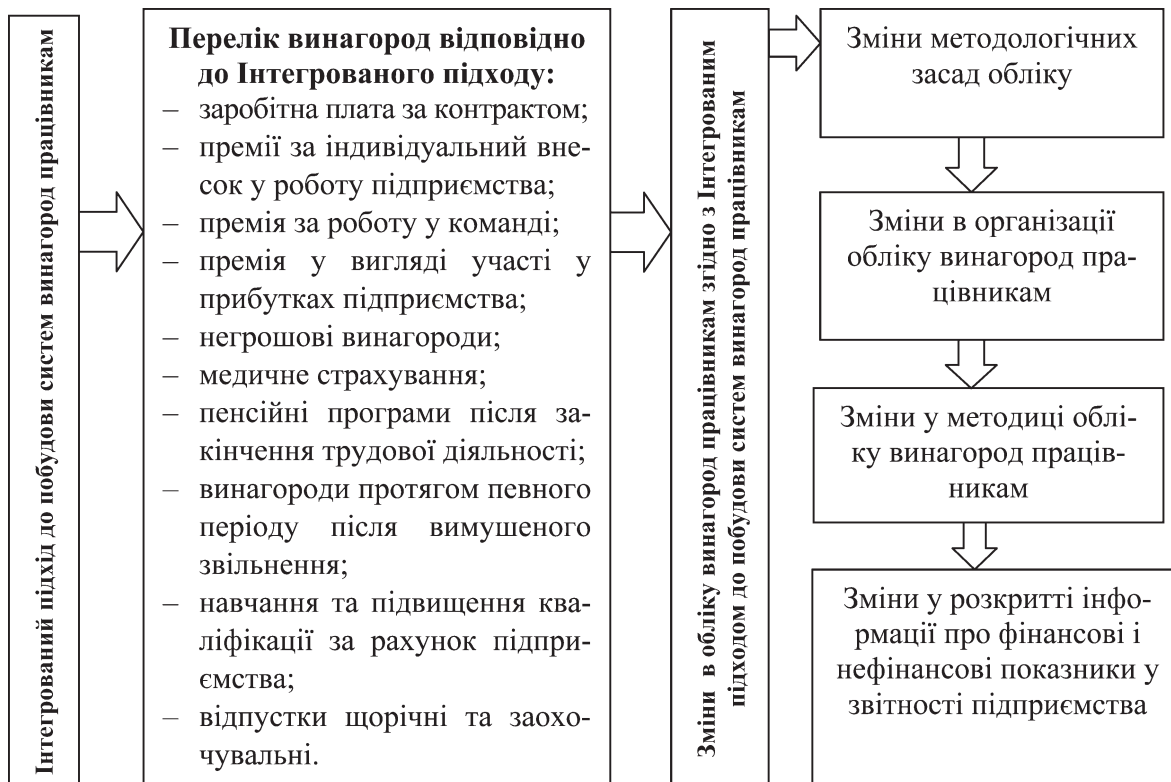 Інтегрований підхід до побудови систем винагород працівникам
Перелік винагород відповідно
до Інтегрованого підходу:
– заробітна плата за контрактом;
– премії за індивідуальний вне-
сок у роботу підприємства;
– премія за роботу у команді;
– премія у вигляді участі у
прибутках підприємства;
– негрошові винагороди;
– медичне страхування;
– пенсійні програми після за-
кінчення трудової діяльності;
– винагороди протягом певного
періоду після вимушеного
звільнення;
– навчання та підвищення ква-
ліфікації за рахунок підпри-
ємства;
– відпустки щорічні та заохо-
чувальні.
Зміни в обліку винагород працівникам згідно з Інтегрованим
підходом до побудови систем винагород працівникам
Зміни методологічних
засад обліку
Зміни в організації
обліку винагород пра-
цівникам
Зміни у методиці облі-
ку винагород праців-
никам
Зміни у розкритті інфо-
рмації про фінансові і
нефінансові показники у
звітності підприємства